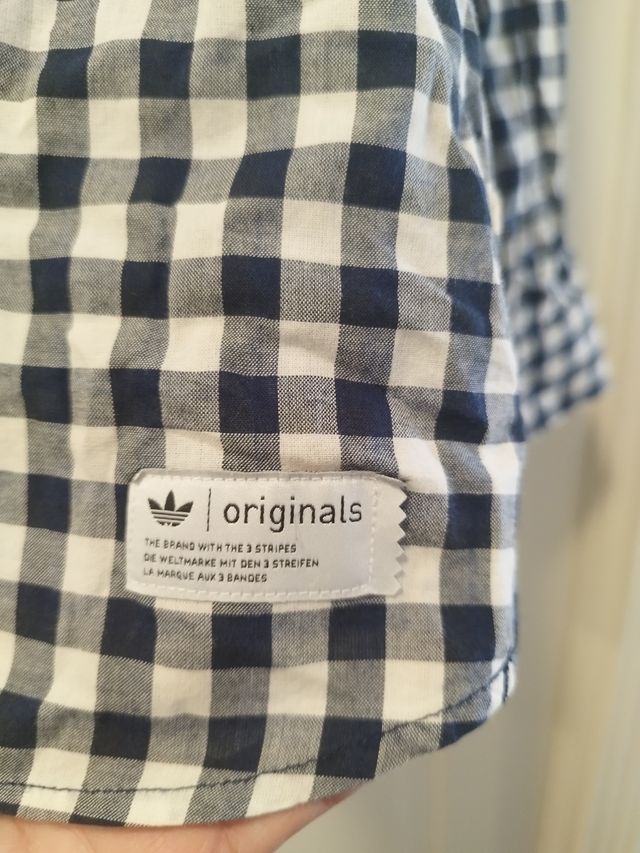 originals
THE BRAND WITH THE 3 STRIPES
DIE WELTMARKE MIT DEN 3 STREIFEN
LA MARQUE AUX 3 BANDES